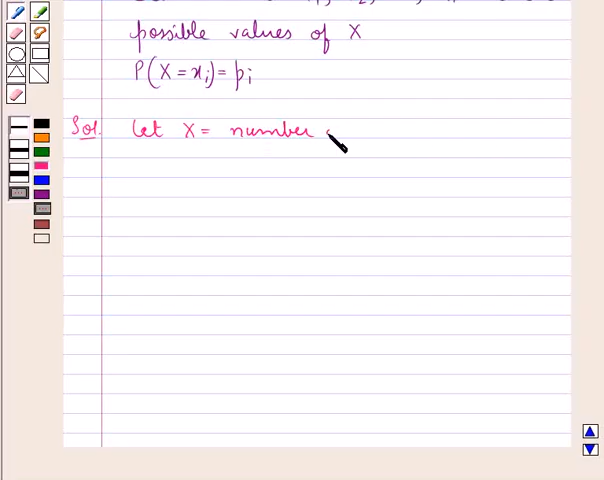 possible values of X
P(X = xᵢ) = pᵢ
Sol. Let X = number